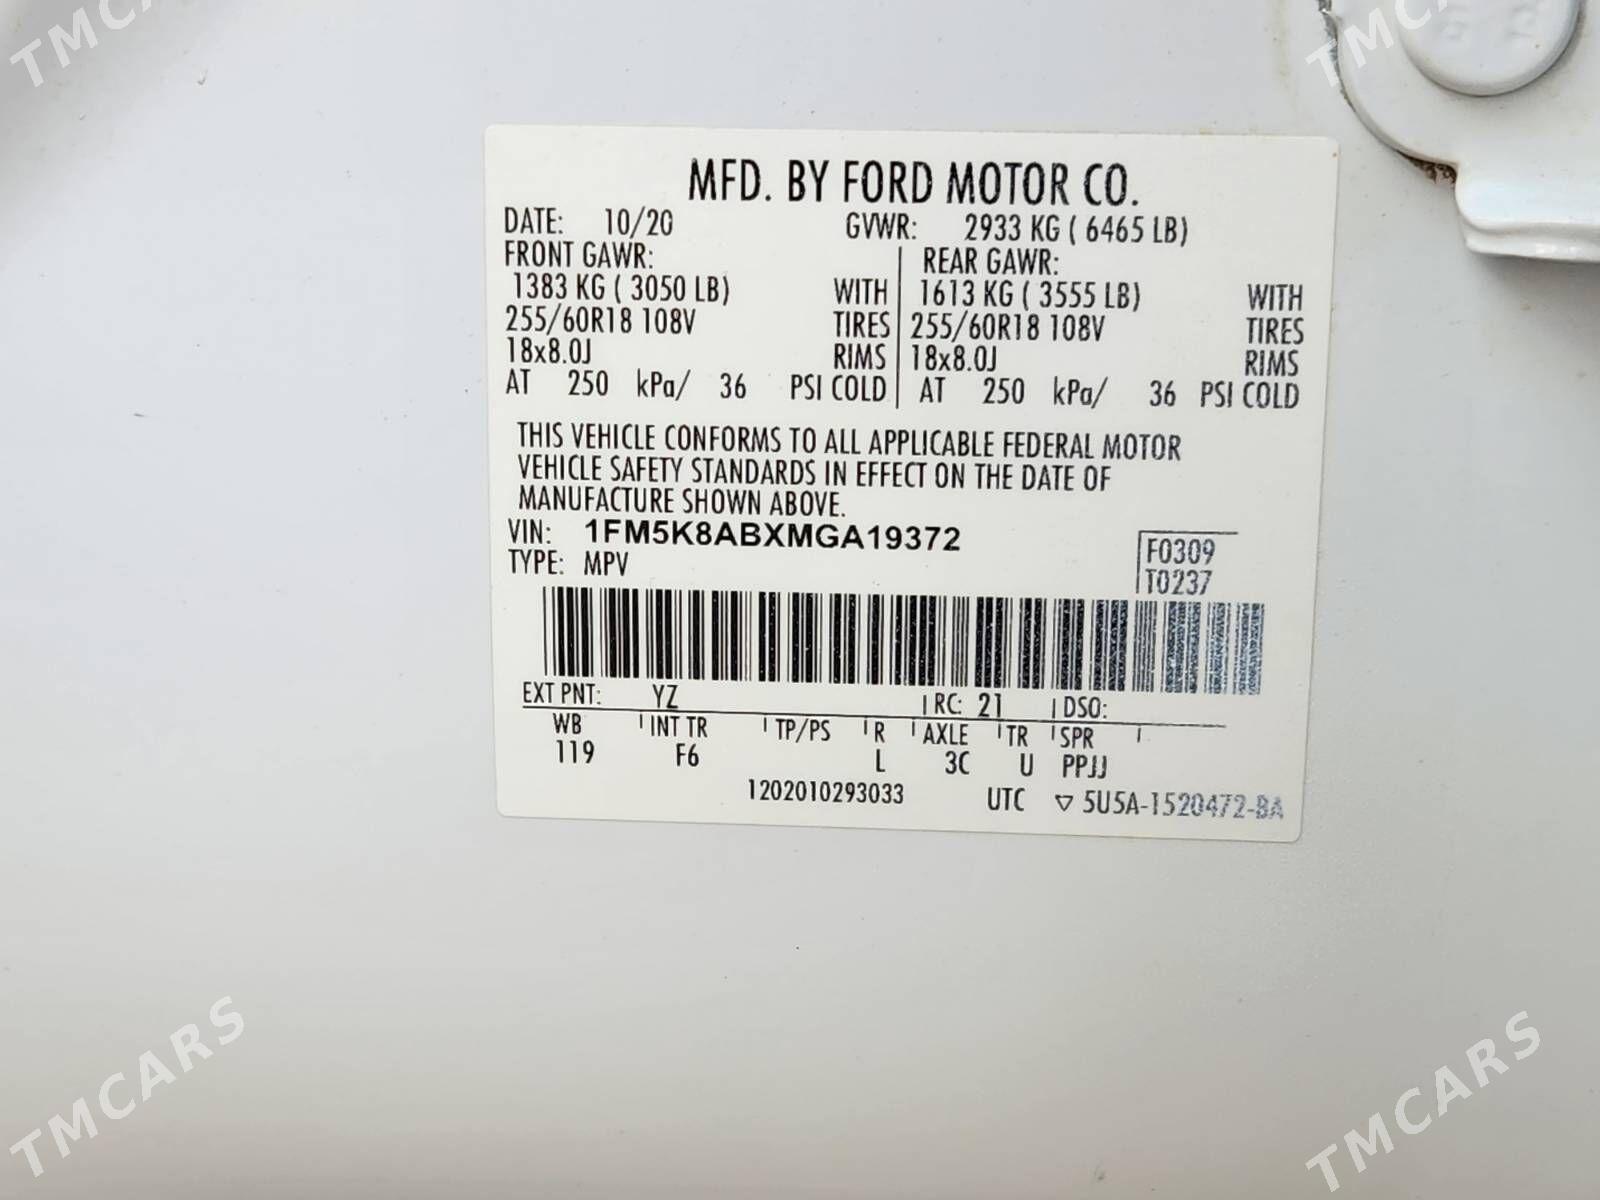 MFD. BY FORD MOTOR CO.
DATE: 10/20 GVWR: 2933 KG ( 6465 LB)
FRONT GAWR: REAR GAWR:
1383 KG ( 3050 LB) WITH 1613 KG ( 3555 LB) WITH
255/60R18 108V TIRES 255/60R18 108V TIRES
18x8.0J RIMS 18x8.0J RIMS
AT 250 kPa/ 36 PSI COLD AT 250 kPa/ 36 PSI COLD
THIS VEHICLE CONFORMS TO ALL APPLICABLE FEDERAL MOTOR
VEHICLE SAFETY STANDARDS IN EFFECT ON THE DATE OF
MANUFACTURE SHOWN ABOVE.
VIN: 1FM5K8ABXMGA19372
F0309
TYPE: MPV
T0237
EXT PNT: YZ RC: 21 DSO:
WB INT TR TP/PS R AXLE TR SPR
119 F6 L 3C U PPJJ
1202010293033 UTC ▽ 5U5A-1520472-BA
TMCARS
TMCARS
TMCARS
TMCARS